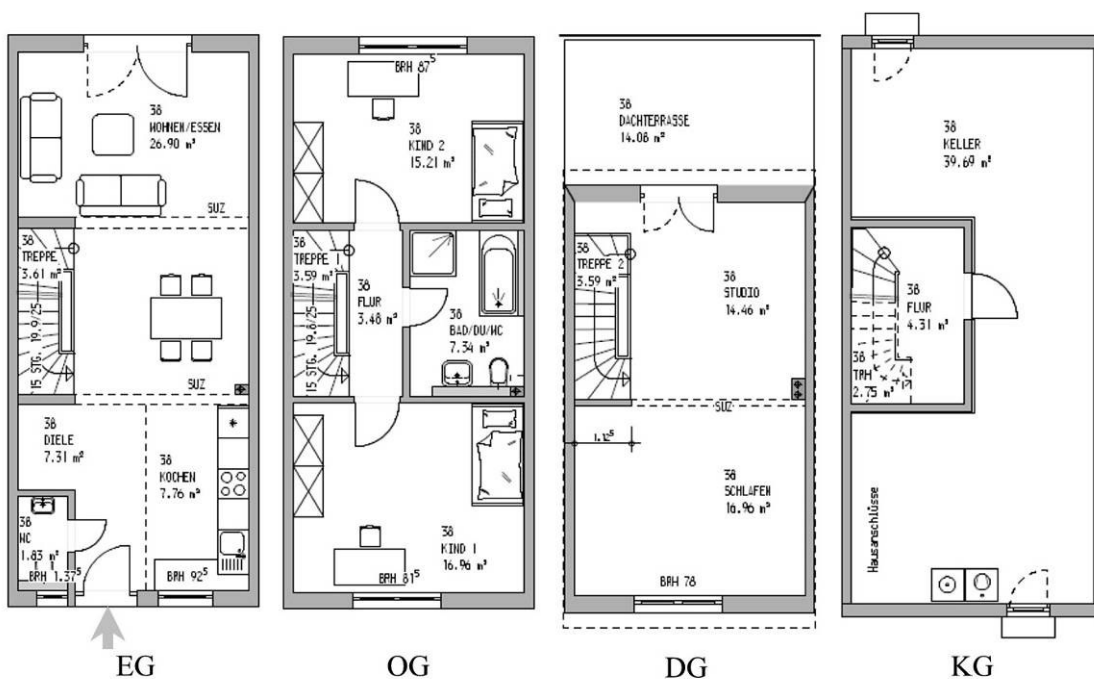 38
WOHNEN/ESSEN
26.90 m²
SUZ
38
TREPPE
3.61 m²
15 STG. 19.9/25
SUZ
38
DIELE
7.31 m²
38
KOCHEN
7.76 m²
38
WC
1.83 m²
BRH 1.37⁵
BRH 92⁵
EG
BRH 87⁵
38
KIND 2
15.21 m²
38
TREPPE 1
3.59 m²
15 STG. 19.8/25
38
FLUR
3.48 m²
38
BAD/DU/WC
7.34 m²
38
KIND 1
16.96 m²
BRH 81⁵
OG
38
DACHTERRASSE
14.08 m²
38
TREPPE 2
3.59 m²
38
STUDIO
14.46 m²
SUZ
1.12⁵
38
SCHLAFEN
16.96 m²
BRH 78
DG
38
KELLER
39.69 m²
38
FLUR
4.31 m²
38
TRH
2.75 m²
Hausanschlüsse
KG